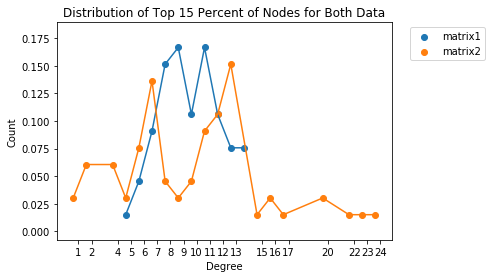 Distribution of Top 15 Percent of Nodes for Both Data
matrix1
matrix2
0.175
0.150
0.125
0.100
0.075
0.050
0.025
0.000
Count
1 2 4 5 6 7 8 9 10 11 12 13 15 16 17 20 22 23 24
Degree